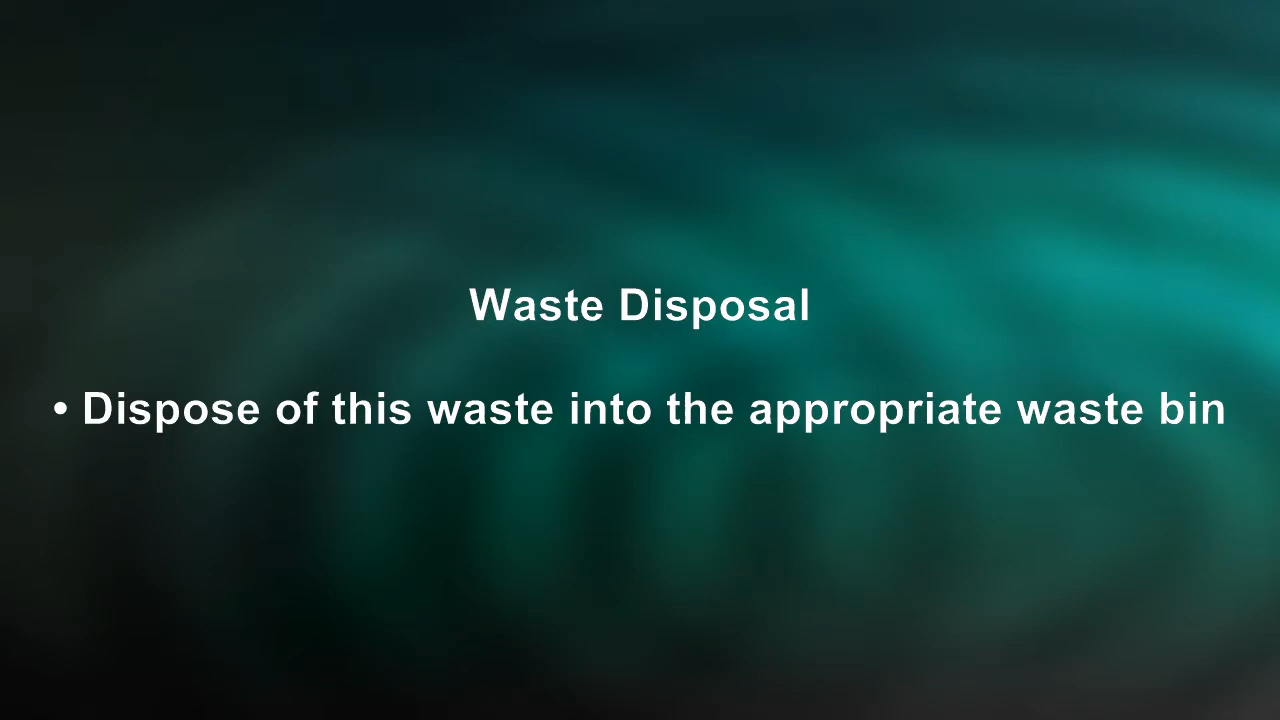 Waste Disposal
• Dispose of this waste into the appropriate waste bin